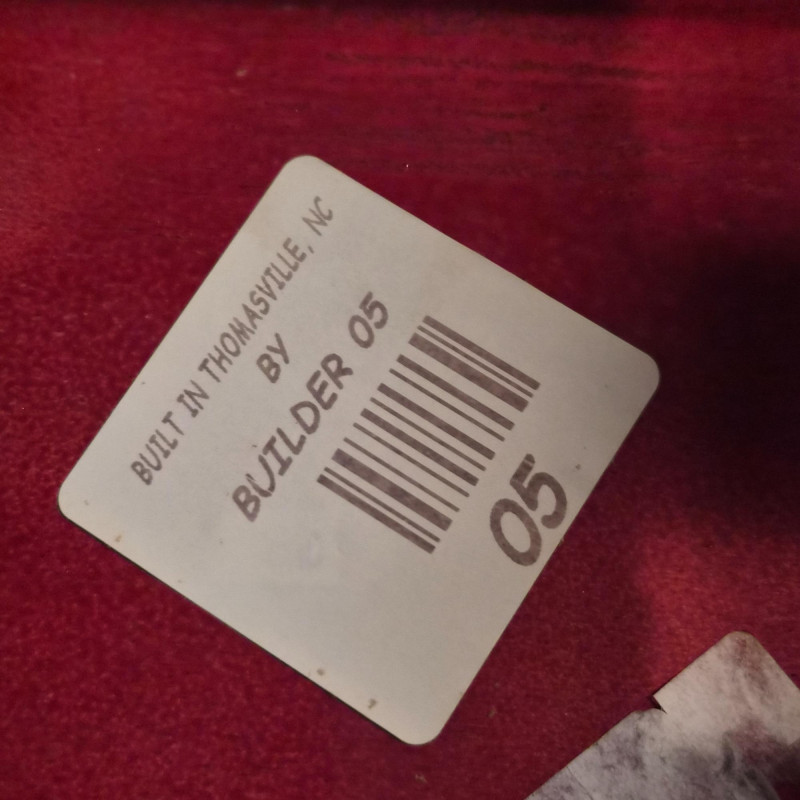 BUILT IN THOMASVILLE, NC
BY
BUILDER 05
05